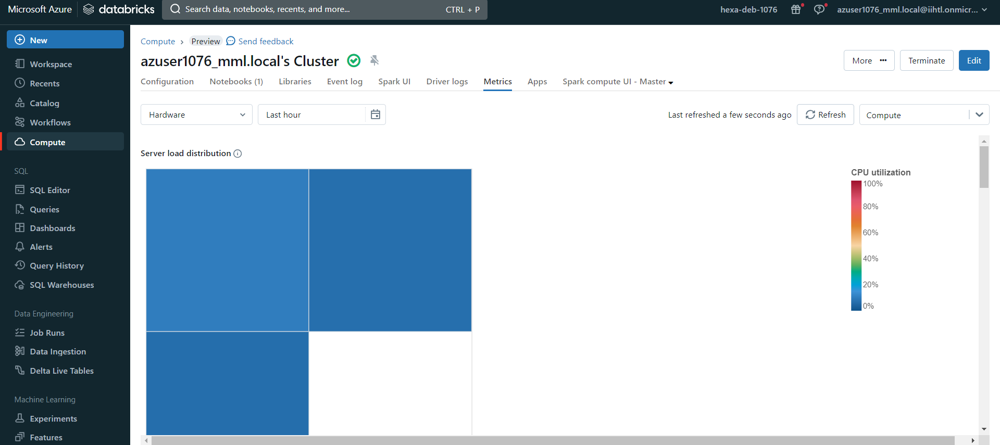 Microsoft Azure databricks Search data, notebooks, recents, and more... CTRL + P hexa-deb-1076 azuser1076_mml.local@iihtl.onmicr...
New
Workspace
Recents
Catalog
Workflows
Compute
SQL
SQL Editor
Queries
Dashboards
Alerts
Query History
SQL Warehouses
Data Engineering
Job Runs
Data Ingestion
Delta Live Tables
Machine Learning
Experiments
Features
Compute › Preview Send feedback
azuser1076_mml.local's Cluster
More ••• Terminate Edit
Configuration Notebooks (1) Libraries Event log Spark UI Driver logs Metrics Apps Spark compute UI - Master
Hardware Last hour Last refreshed a few seconds ago Refresh Compute
Server load distribution
CPU utilization
100%
80%
60%
40%
20%
0%